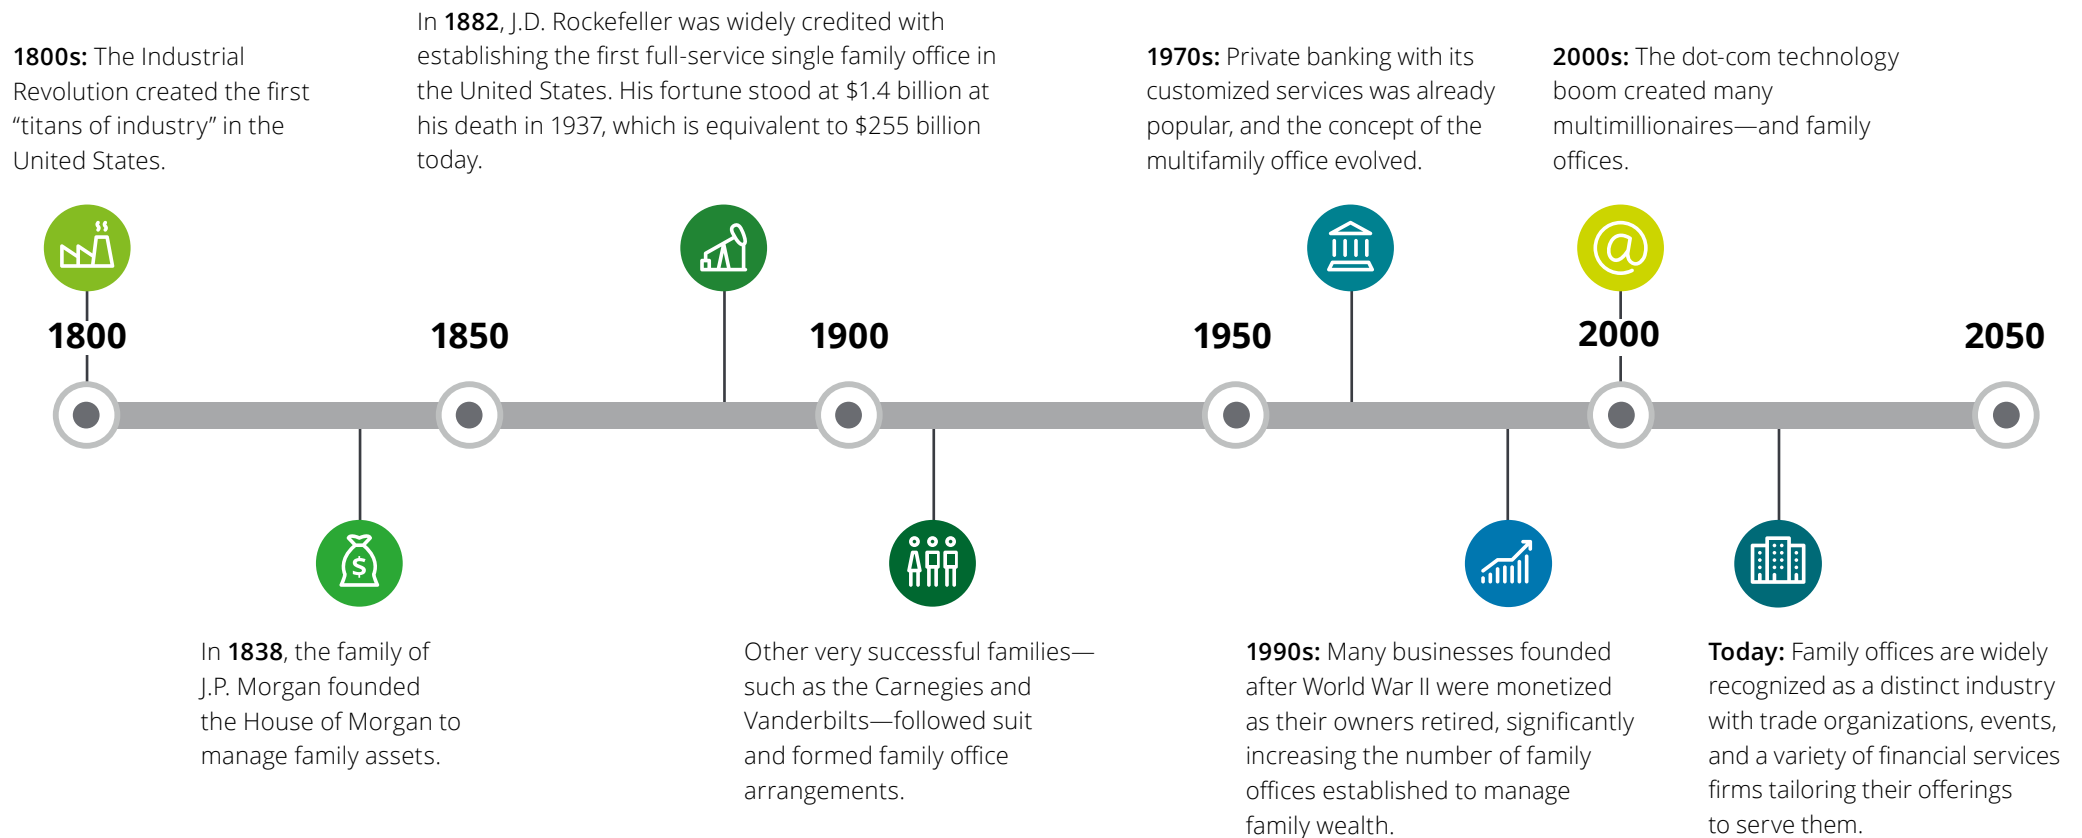 1800s: The Industrial
Revolution created the first
“titans of industry” in the
United States.
In 1882, J.D. Rockefeller was widely credited with
establishing the first full-service single family office in
the United States. His fortune stood at $1.4 billion at
his death in 1937, which is equivalent to $255 billion
today.
1970s: Private banking with its
customized services was already
popular, and the concept of the
multifamily office evolved.
2000s: The dot-com technology
boom created many
multimillionaires—and family
offices.
@
1800
1850
1900
1950
2000
2050
$
In 1838, the family of
J.P. Morgan founded
the House of Morgan to
manage family assets.
Other very successful families—
such as the Carnegies and
Vanderbilts—followed suit
and formed family office
arrangements.
1990s: Many businesses founded
after World War II were monetized
as their owners retired, significantly
increasing the number of family
offices established to manage
family wealth.
Today: Family offices are widely
recognized as a distinct industry
with trade organizations, events,
and a variety of financial services
firms tailoring their offerings
to serve them.